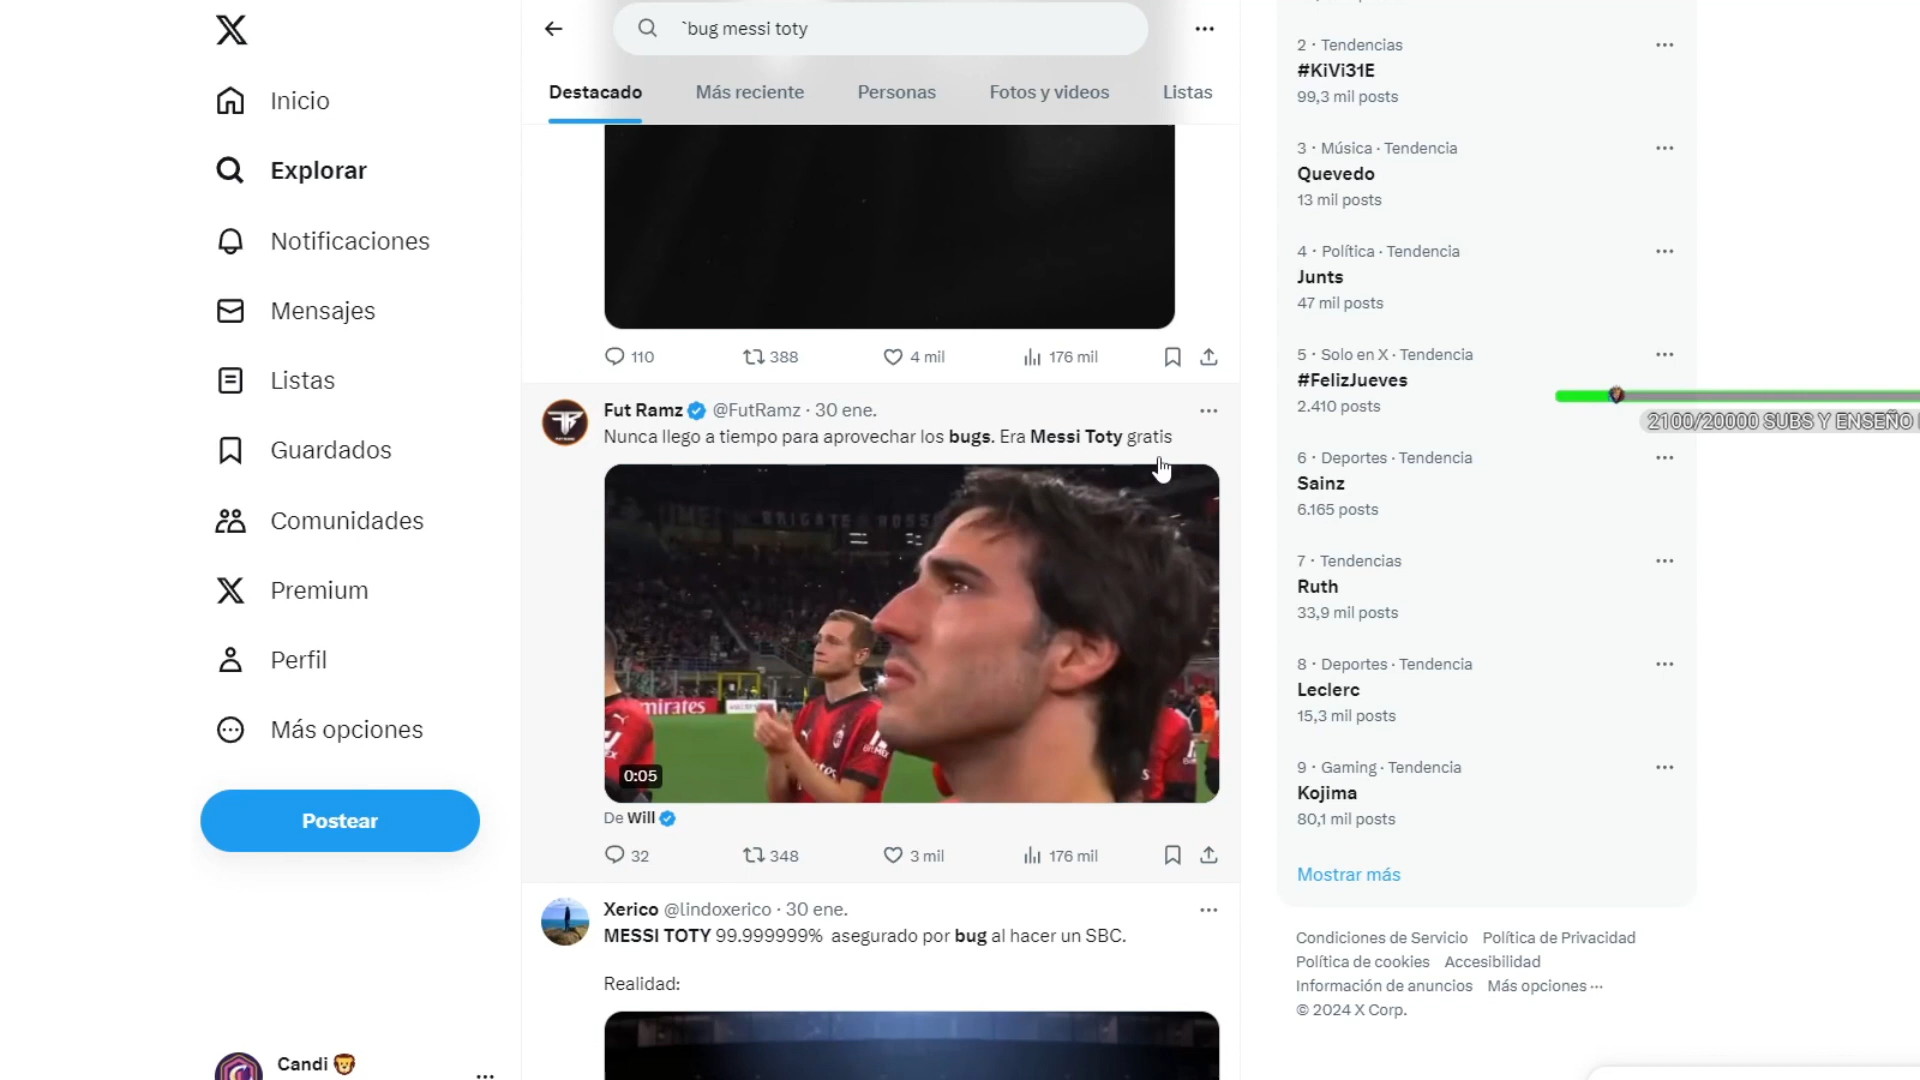 Inicio
Explorar
Notificaciones
Mensajes
Listas
Guardados
Comunidades
Premium
Perfil
Más opciones
Postear
Candi
`bug messi toty
Destacado
Más reciente
Personas
Fotos y videos
Listas
110
388
4 mil
176 mil
Fut Ramz @FutRamz · 30 ene.
Nunca llego a tiempo para aprovechar los bugs. Era Messi Toty gratis
BRIGATE ROSS
mirates
0:05
De Will
32
348
3 mil
176 mil
Xerico @lindoxerico · 30 ene.
MESSI TOTY 99.999999% asegurado por bug al hacer un SBC.
Realidad:
2 · Tendencias
#KiVi31E
99,3 mil posts
3 · Música · Tendencia
Quevedo
13 mil posts
4 · Política · Tendencia
Junts
47 mil posts
5 · Solo en X · Tendencia
#FelizJueves
2.410 posts
2100/20000 SUBS Y ENSEÑO
6 · Deportes · Tendencia
Sainz
6.165 posts
7 · Tendencias
Ruth
33,9 mil posts
8 · Deportes · Tendencia
Leclerc
15,3 mil posts
9 · Gaming · Tendencia
Kojima
80,1 mil posts
Mostrar más
Condiciones de Servicio Política de Privacidad
Política de cookies Accesibilidad
Información de anuncios Más opciones ···
© 2024 X Corp.